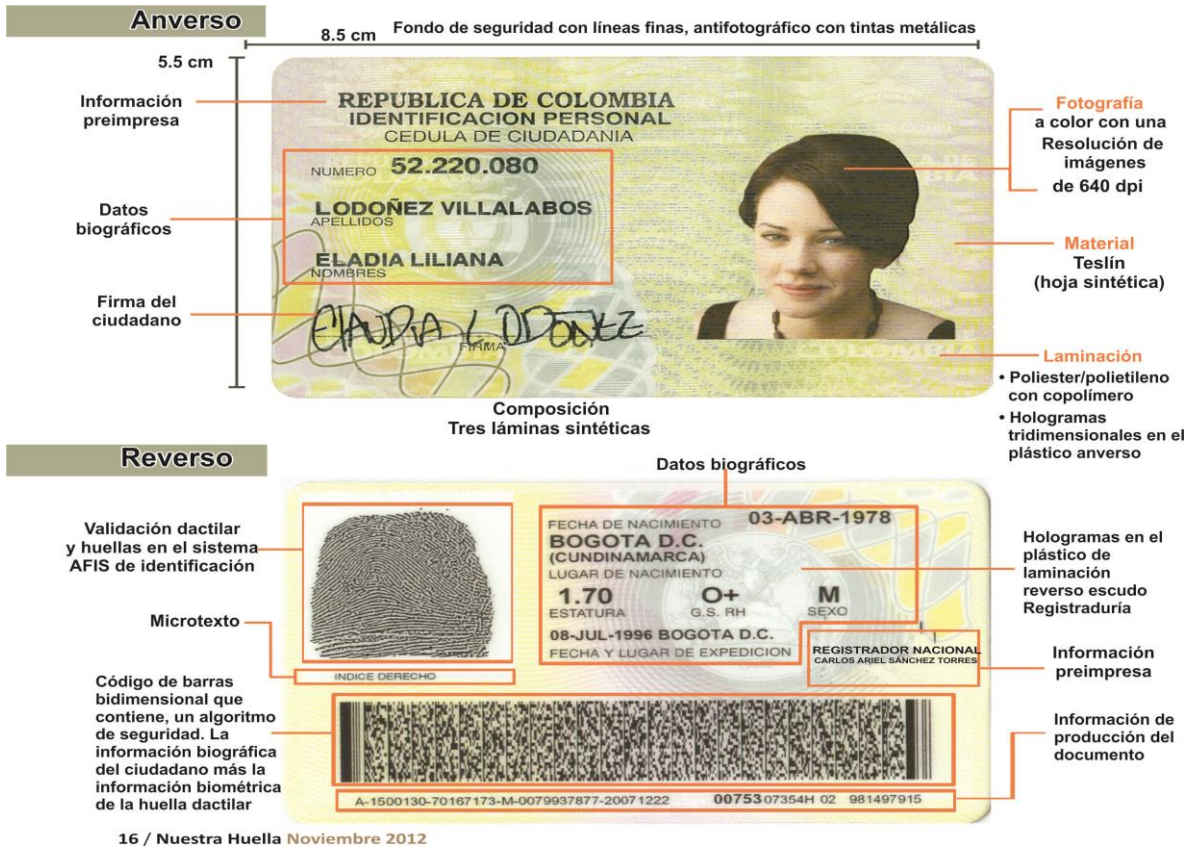 Anverso
8.5 cm
Fondo de seguridad con líneas finas, antifotográfico con tintas metálicas
5.5 cm
Información
preimpresa
REPUBLICA DE COLOMBIA
IDENTIFICACION PERSONAL
CEDULA DE CIUDADANIA
NUMERO 52.220.080
LODOÑEZ VILLALABOS
APELLIDOS
ELADIA LILIANA
NOMBRES
Datos
biográficos
Firma del
ciudadano
CLAUDIA L. ODOÑEZ
FIRMA
Fotografía
a color con una
Resolución de
imágenes
de 640 dpi
Material
Teslín
(hoja sintética)
COLOMBIA
Laminación
• Poliester/polietileno
con copolímero
• Hologramas
tridimensionales en el
plástico anverso
Composición
Tres láminas sintéticas
Reverso
Datos biográficos
Validación dactilar
y huellas en el sistema
AFIS de identificación
Microtexto
INDICE DERECHO
FECHA DE NACIMIENTO 03-ABR-1978
BOGOTA D.C.
(CUNDINAMARCA)
LUGAR DE NACIMIENTO
1.70 O+ M
ESTATURA G.S. RH SEXO
08-JUL-1996 BOGOTA D.C.
FECHA Y LUGAR DE EXPEDICION
REGISTRADOR NACIONAL
CARLOS ARIEL SÁNCHEZ TORRES
Hologramas en el
plástico de
laminación
reverso escudo
Registraduría
Información
preimpresa
Código de barras
bidimensional que
contiene, un algoritmo
de seguridad. La
información biográfica
del ciudadano más la
información biométrica
de la huella dactilar
Información de
producción del
documento
A-1500130-70167173-M-0079937877-20071222 00753 07354H 02 981497915
16 / Nuestra Huella Noviembre 2012